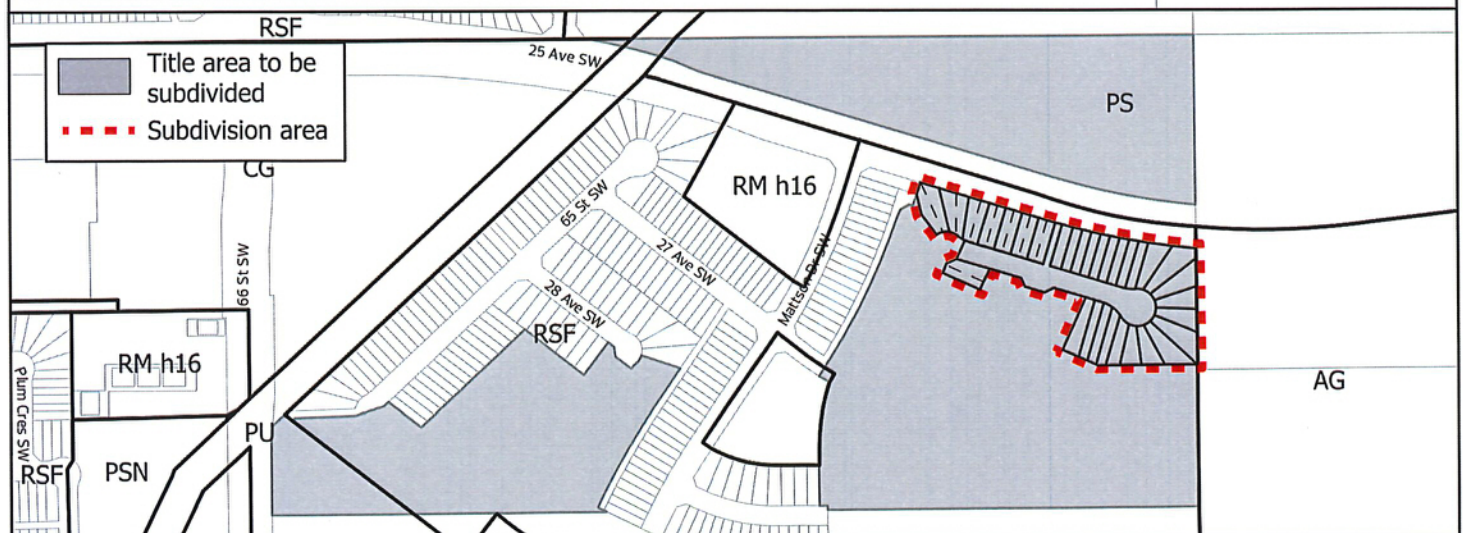 RSF
25 Ave SW
Title area to be
subdivided
Subdivision area
PS
CG
RM h16
65 St SW
27 Ave SW
Mattson Dr SW
66 St SW
28 Ave SW
RSF
RM h16
Plum Cres SW
AG
PU
RSF
PSN